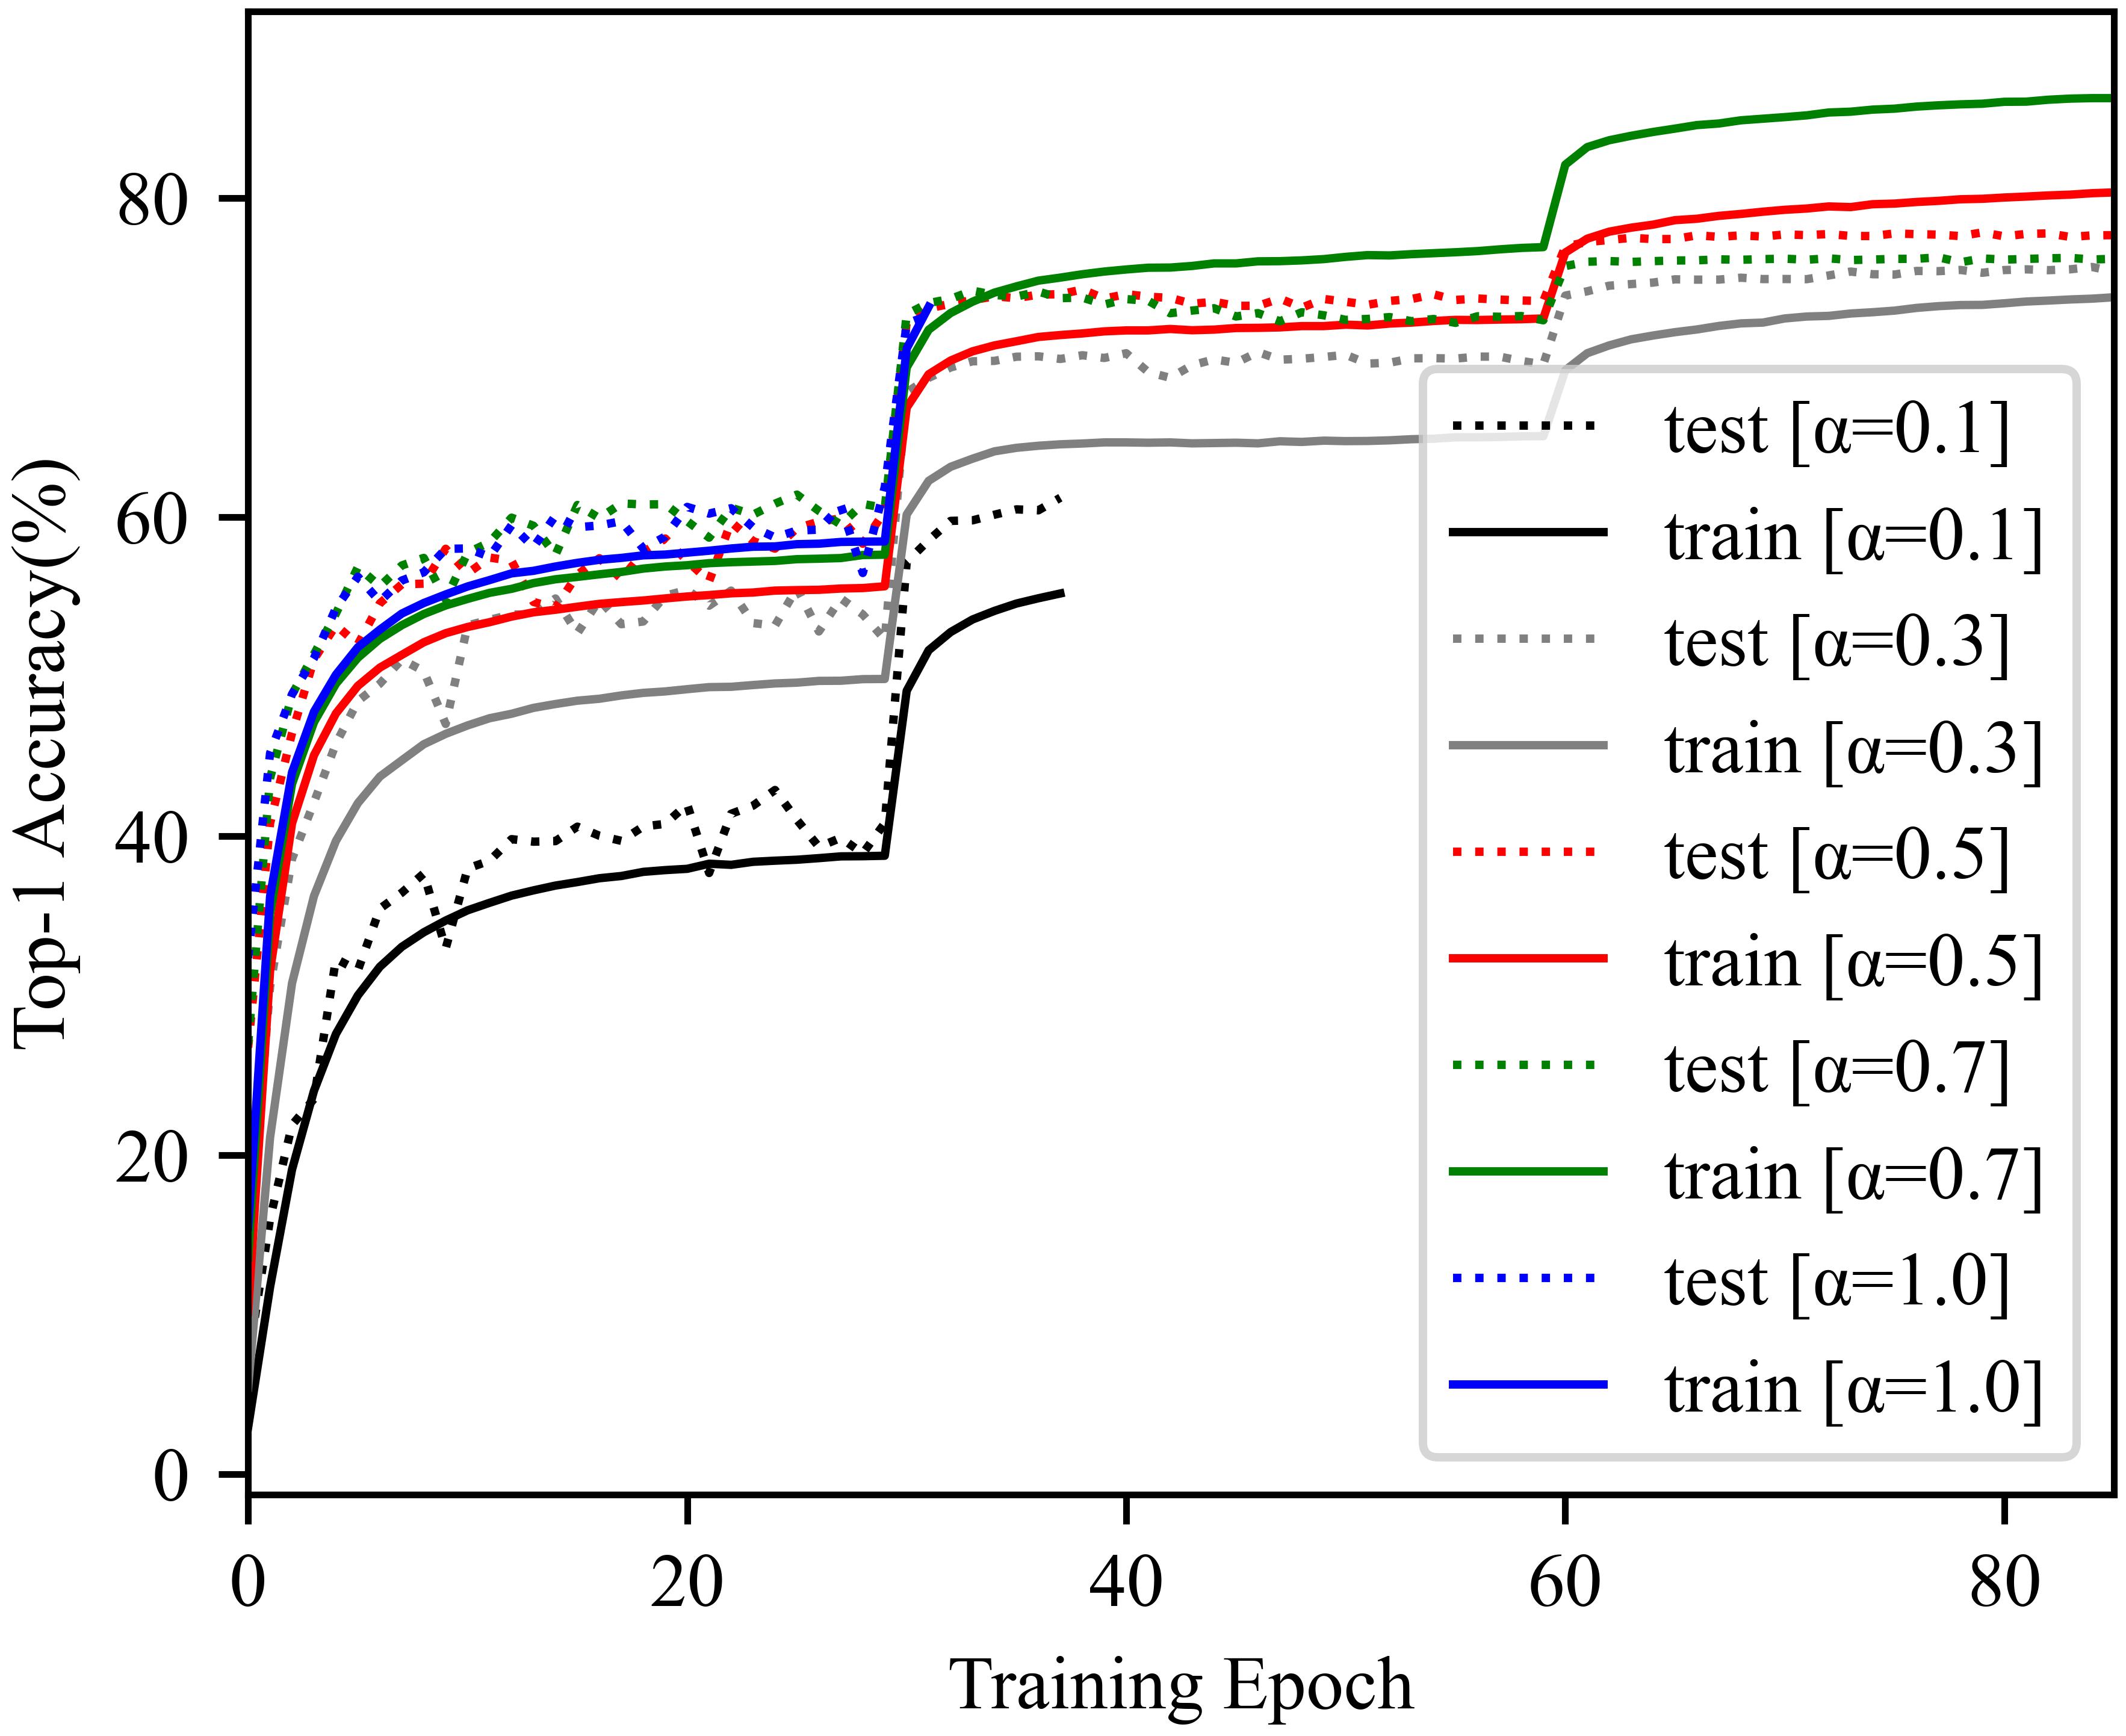 80
60
40
20
0
Top-1 Accuracy(%)
test [α=0.1]
train [α=0.1]
test [α=0.3]
train [α=0.3]
test [α=0.5]
train [α=0.5]
test [α=0.7]
train [α=0.7]
test [α=1.0]
train [α=1.0]
0 20 40 60 80
Training Epoch